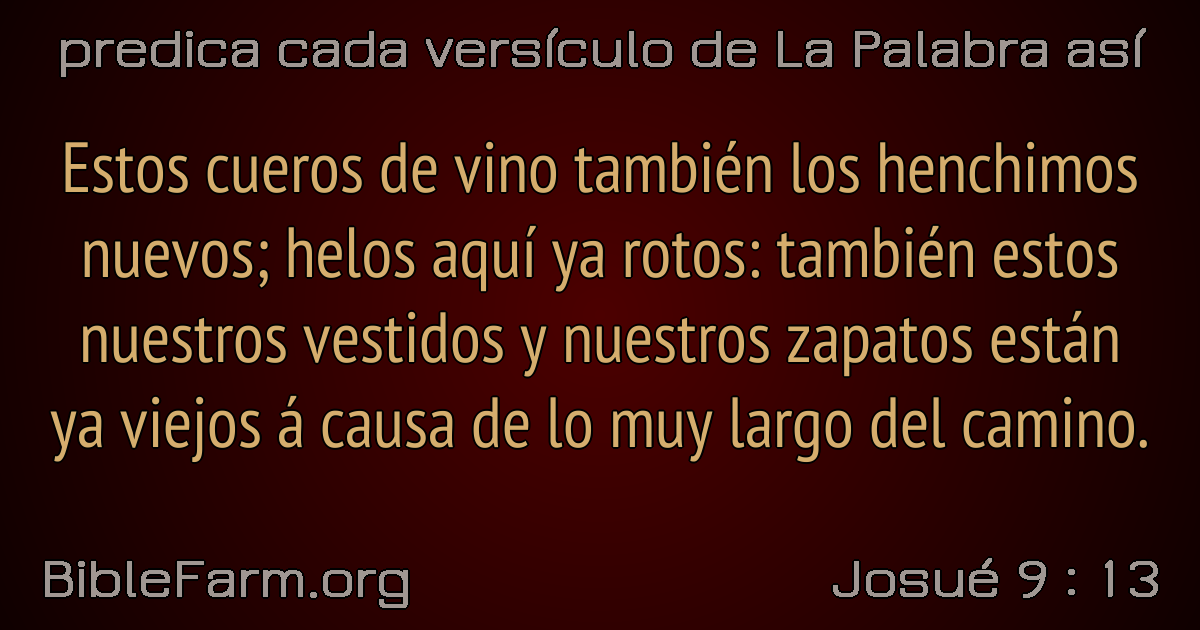 predica cada versículo de La Palabra así
Estos cueros de vino también los henchimos
nuevos; helos aquí ya rotos: también estos
nuestros vestidos y nuestros zapatos están
ya viejos á causa de lo muy largo del camino.
BibleFarm.org
Josué 9 : 13